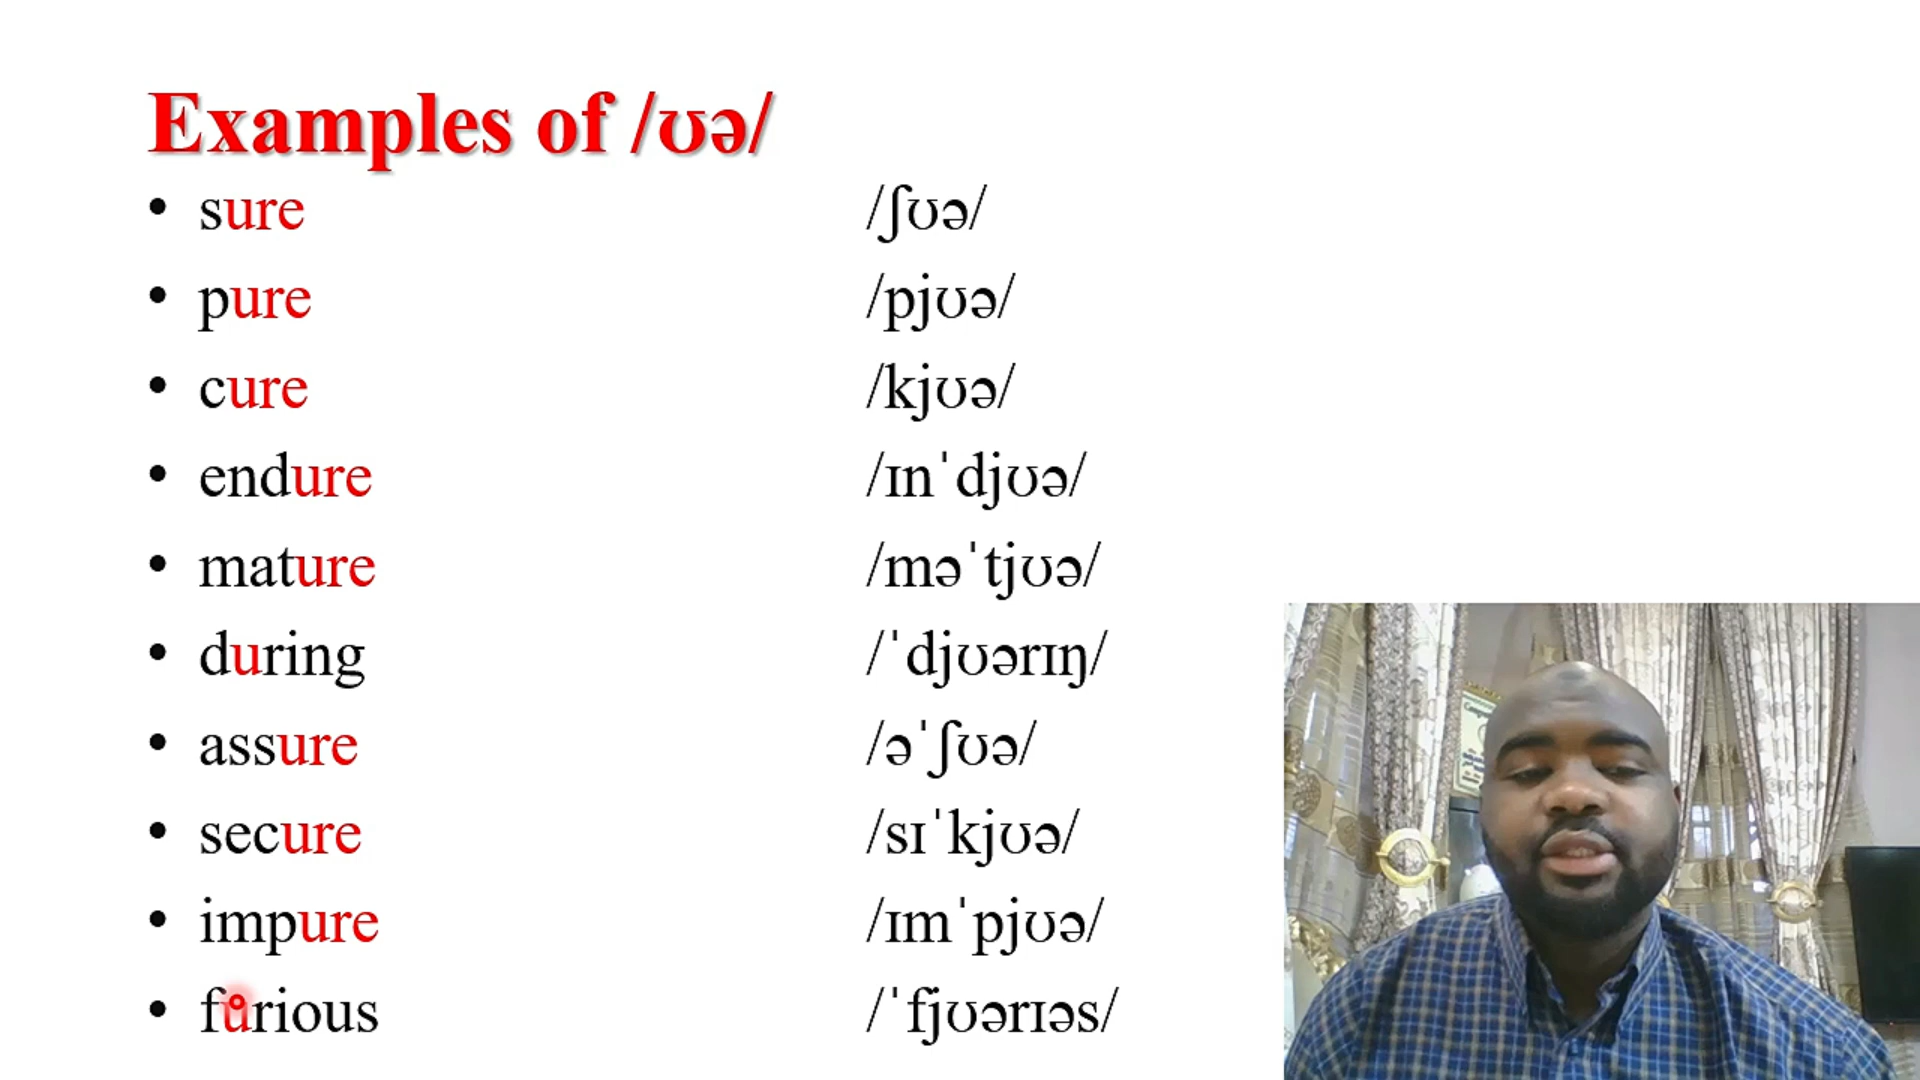 Examples of /ʊə/
• sure /ʃʊə/
• pure /pjʊə/
• cure /kjʊə/
• endure /ɪnˈdjʊə/
• mature /məˈtjʊə/
• during /ˈdjʊərɪŋ/
• assure /əˈʃʊə/
• secure /sɪˈkjʊə/
• impure /ɪmˈpjʊə/
• furious /ˈfjʊərɪəs/